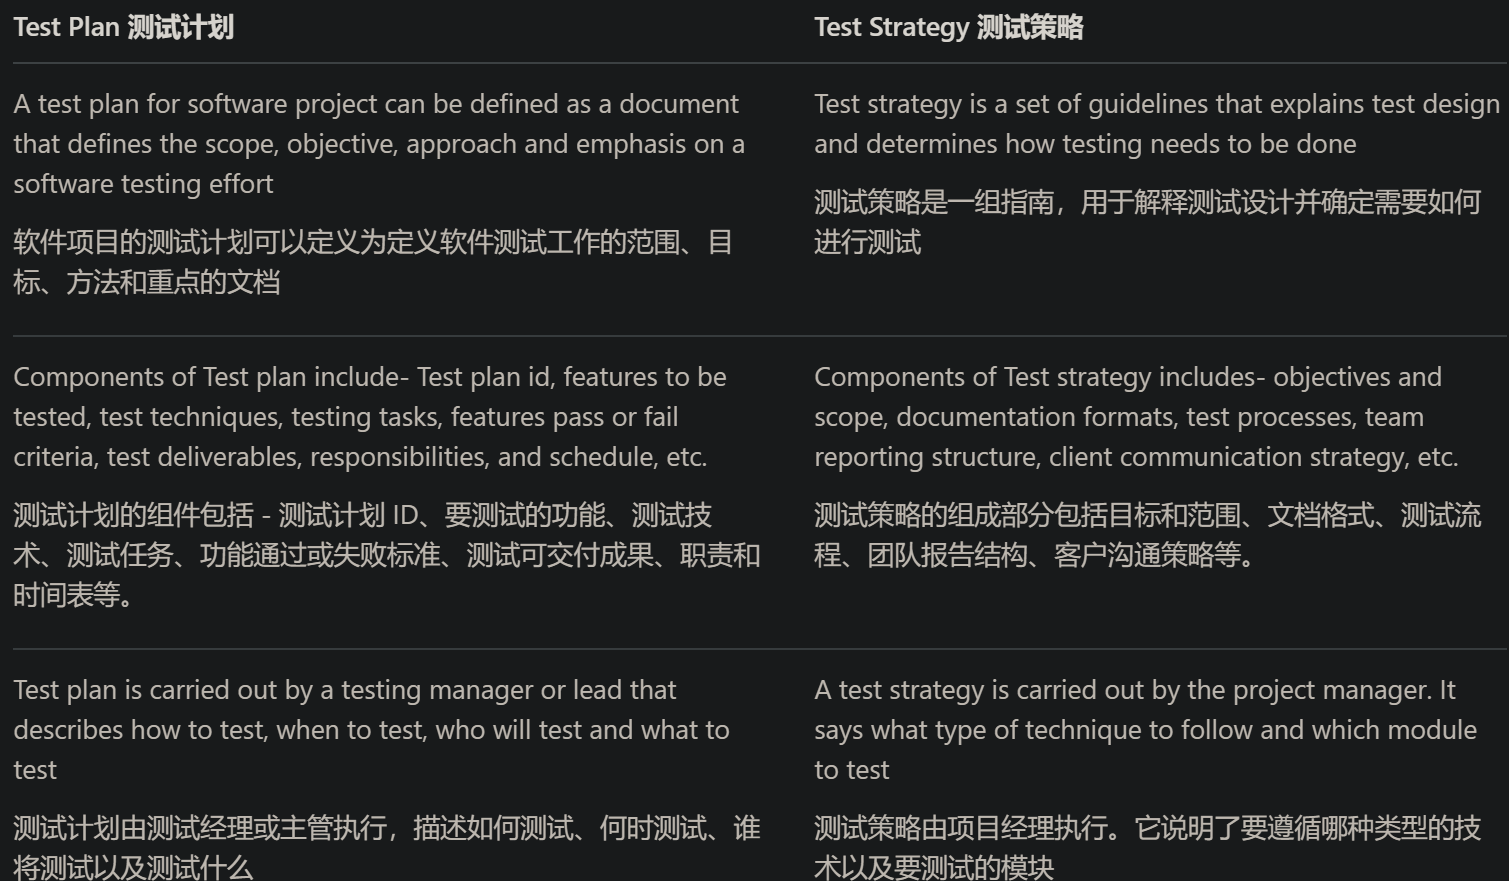 Test Plan 测试计划
Test Strategy 测试策略
A test plan for software project can be defined as a document
that defines the scope, objective, approach and emphasis on a
software testing effort
软件项目的测试计划可以定义为定义软件测试工作的范围、目
标、方法和重点的文档
Test strategy is a set of guidelines that explains test design
and determines how testing needs to be done
测试策略是一组指南，用于解释测试设计并确定需要如何
进行测试
Components of Test plan include- Test plan id, features to be
tested, test techniques, testing tasks, features pass or fail
criteria, test deliverables, responsibilities, and schedule, etc.
测试计划的组件包括 - 测试计划 ID、要测试的功能、测试技
术、测试任务、功能通过或失败标准、测试可交付成果、职责和
时间表等。
Components of Test strategy includes- objectives and
scope, documentation formats, test processes, team
reporting structure, client communication strategy, etc.
测试策略的组成部分包括目标和范围、文档格式、测试流
程、团队报告结构、客户沟通策略等。
Test plan is carried out by a testing manager or lead that
describes how to test, when to test, who will test and what to
test
测试计划由测试经理或主管执行，描述如何测试、何时测试、谁
将测试以及测试什么
A test strategy is carried out by the project manager. It
says what type of technique to follow and which module
to test
测试策略由项目经理执行。它说明了要遵循哪种类型的技
术以及要测试的模块